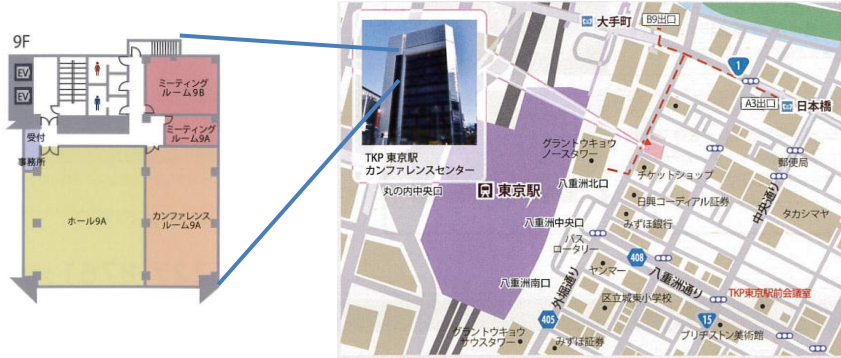 9F
EV
EV
ミーティング
ルーム9B
ミーティング
ルーム9A
受付
事務所
ホール9A
カンファレンス
ルーム9A
TKP 東京駅
カンファレンスセンター
大手町
B9出口
1
A3出口
日本橋
グラントウキョウ
ノースタワー
チケットショップ
郵便局
丸の内中央口
東京駅
八重洲北口
日興コーディアル証券
中央通り
タカシマヤ
八重洲中央口
みずほ銀行
バス
ロータリー
408
ヤンマー
八重洲通り
八重洲南口
外堀通り
区立城東小学校
TKP東京駅前会議室
405
15
グラントウキョウ
サウスタワー
みずほ証券
ブリヂストン美術館